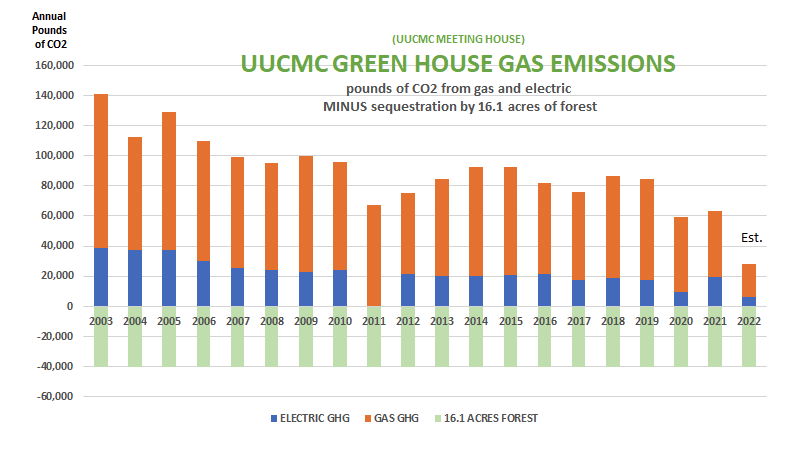 Annual
Pounds
of CO2
(UUCMC MEETING HOUSE)
UUCMC GREEN HOUSE GAS EMISSIONS
pounds of CO2 from gas and electric
MINUS sequestration by 16.1 acres of forest
160,000
140,000
120,000
100,000
80,000
60,000
40,000
20,000
0
-20,000
-40,000
-60,000
Est.
2003 2004 2005 2006 2007 2008 2009 2010 2011 2012 2013 2014 2015 2016 2017 2018 2019 2020 2021 2022
ELECTRIC GHG GAS GHG 16.1 ACRES FOREST